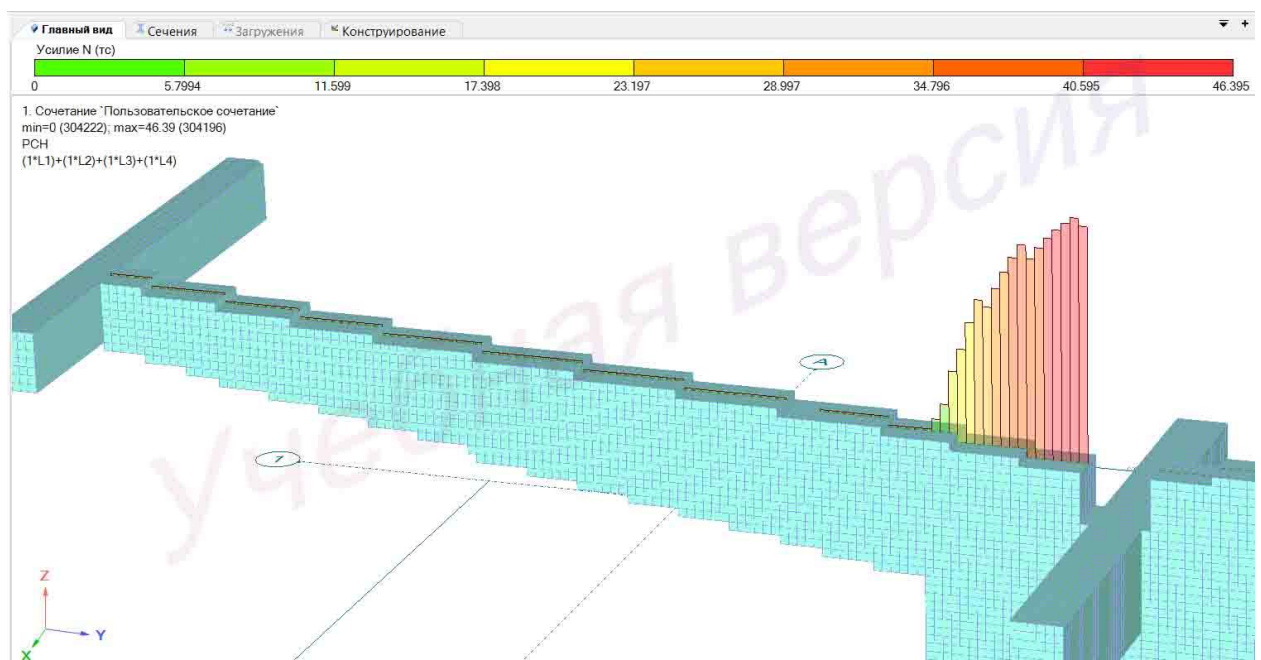 Главный вид
Сечения
Загружения
Конструирование
Усилие N (тс)
0 5.7994 11.599 17.398 23.197 28.997 34.796 40.595 46.395
1. Сочетание `Пользовательское сочетание`
min=0 (304222); max=46.39 (304196)
РСН
(1*L1)+(1*L2)+(1*L3)+(1*L4)
Учебная версия
А
7
Z
Y
X